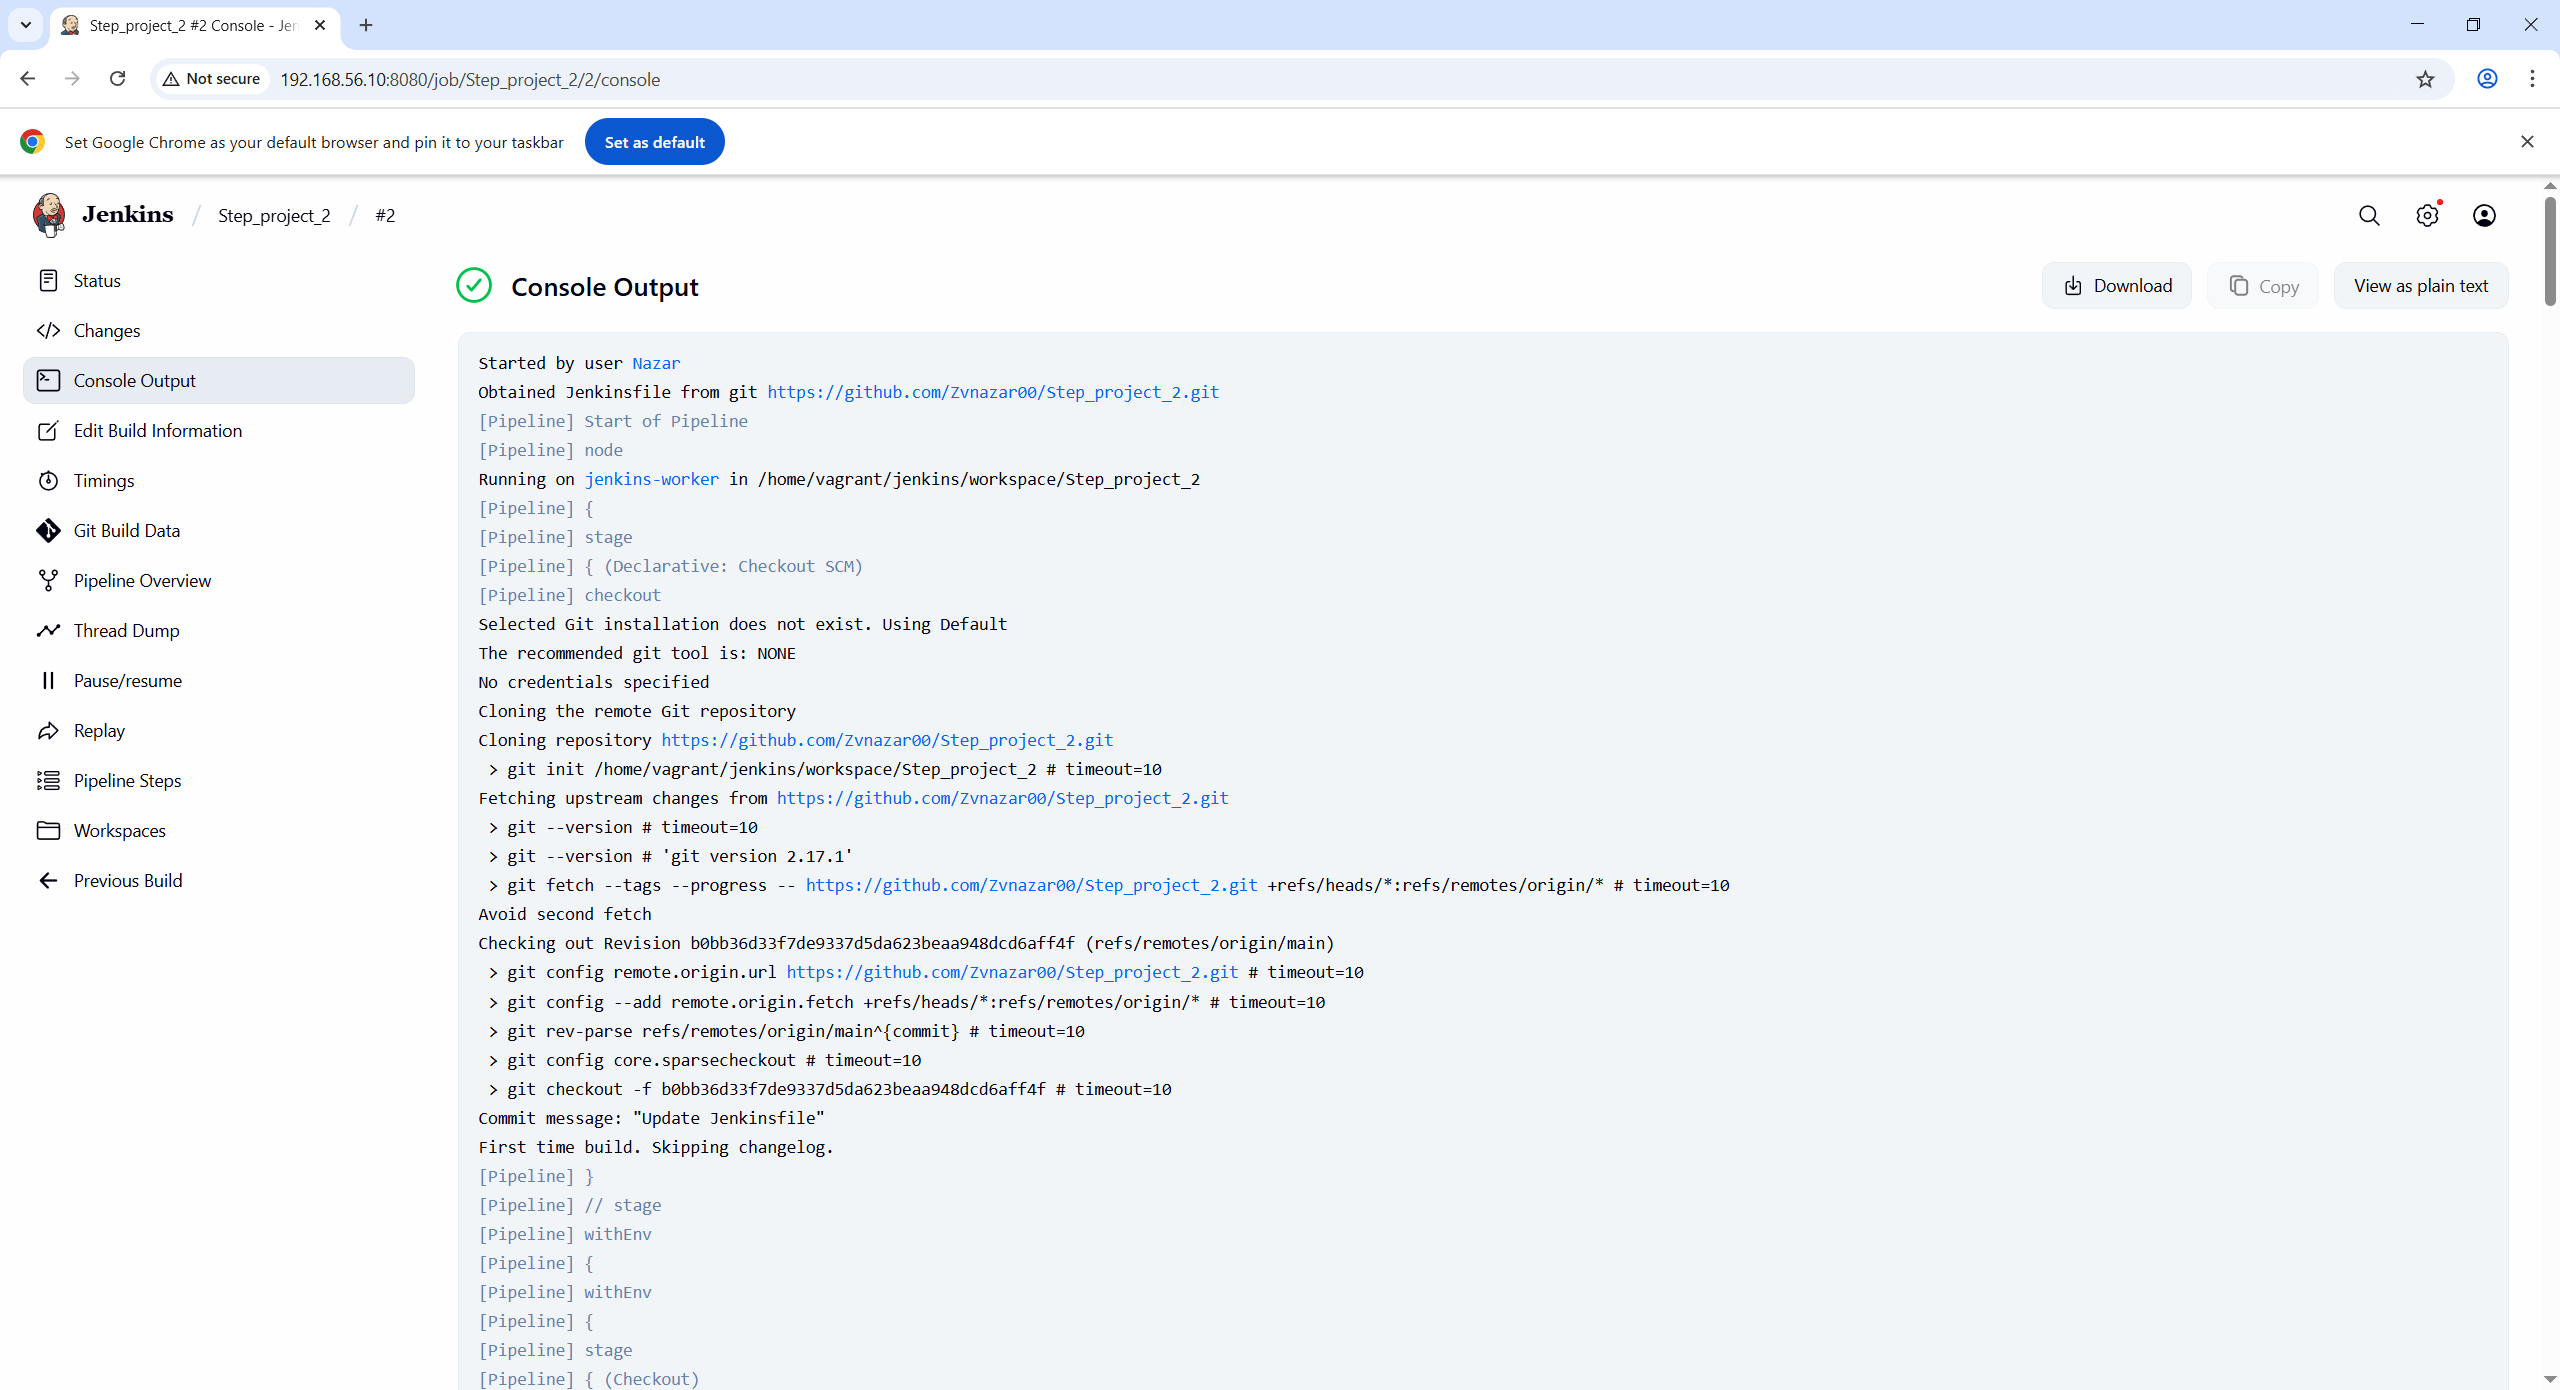 Step_project_2 #2 Console - Jen
Not secure
192.168.56.10:8080/job/Step_project_2/2/console
Set Google Chrome as your default browser and pin it to your taskbar
Set as default
Jenkins / Step_project_2 / #2
Status
Changes
Console Output
Edit Build Information
Timings
Git Build Data
Pipeline Overview
Thread Dump
Pause/resume
Replay
Pipeline Steps
Workspaces
Previous Build
Console Output
Download
Copy
View as plain text
Started by user Nazar
Obtained Jenkinsfile from git https://github.com/Zvnazar00/Step_project_2.git
[Pipeline] Start of Pipeline
[Pipeline] node
Running on jenkins-worker in /home/vagrant/jenkins/workspace/Step_project_2
[Pipeline] {
[Pipeline] stage
[Pipeline] { (Declarative: Checkout SCM)
[Pipeline] checkout
Selected Git installation does not exist. Using Default
The recommended git tool is: NONE
No credentials specified
Cloning the remote Git repository
Cloning repository https://github.com/Zvnazar00/Step_project_2.git
 > git init /home/vagrant/jenkins/workspace/Step_project_2 # timeout=10
Fetching upstream changes from https://github.com/Zvnazar00/Step_project_2.git
 > git --version # timeout=10
 > git --version # 'git version 2.17.1'
 > git fetch --tags --progress -- https://github.com/Zvnazar00/Step_project_2.git +refs/heads/*:refs/remotes/origin/* # timeout=10
Avoid second fetch
Checking out Revision b0bb36d33f7de9337d5da623beaa948dcd6aff4f (refs/remotes/origin/main)
 > git config remote.origin.url https://github.com/Zvnazar00/Step_project_2.git # timeout=10
 > git config --add remote.origin.fetch +refs/heads/*:refs/remotes/origin/* # timeout=10
 > git rev-parse refs/remotes/origin/main^{commit} # timeout=10
 > git config core.sparsecheckout # timeout=10
 > git checkout -f b0bb36d33f7de9337d5da623beaa948dcd6aff4f # timeout=10
Commit message: "Update Jenkinsfile"
First time build. Skipping changelog.
[Pipeline] }
[Pipeline] // stage
[Pipeline] withEnv
[Pipeline] {
[Pipeline] withEnv
[Pipeline] {
[Pipeline] stage
[Pipeline] { (Checkout)